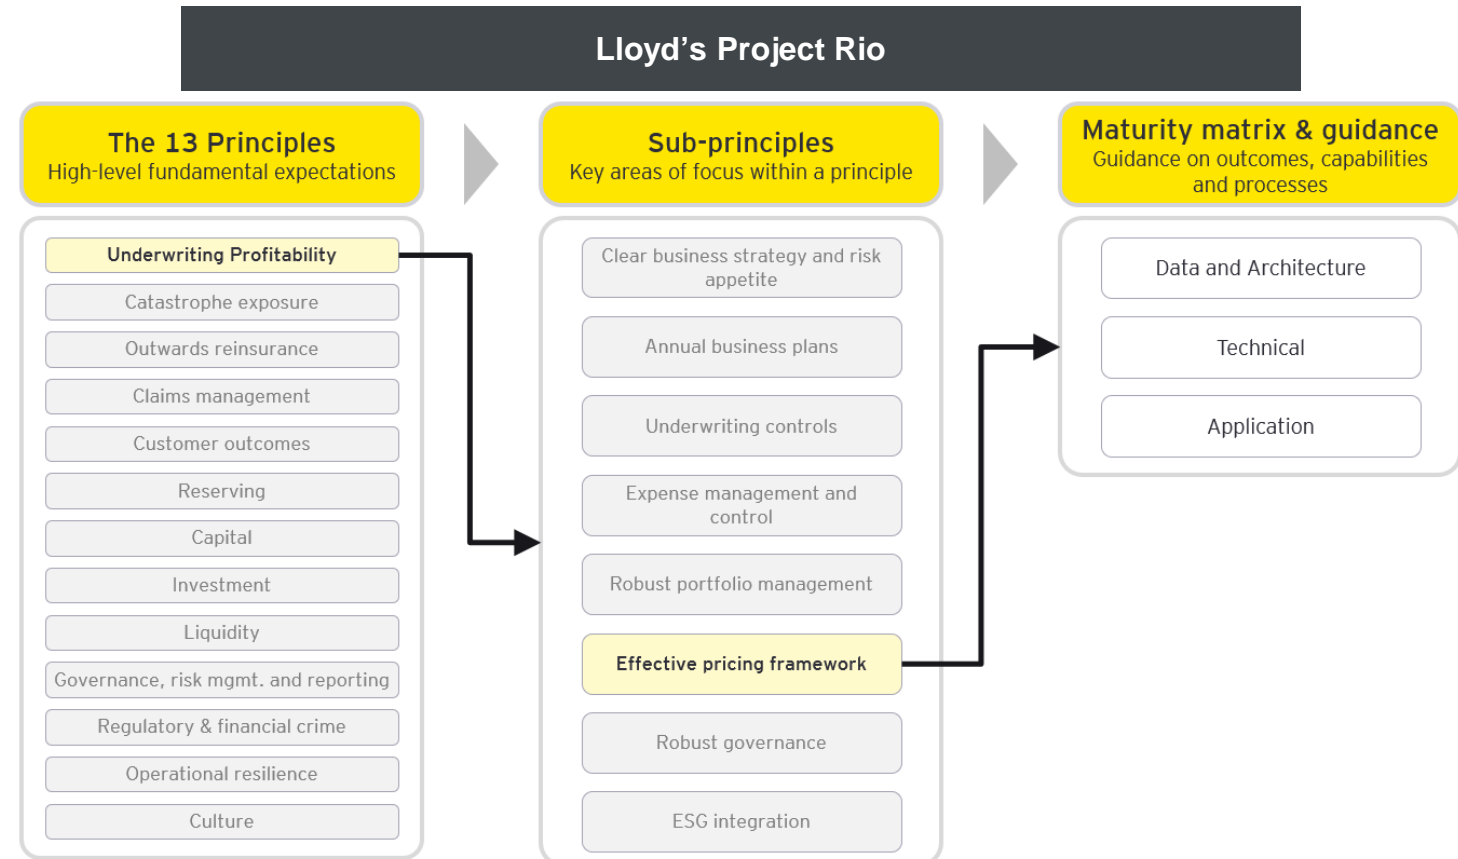 Lloyd’s Project Rio
The 13 Principles
High-level fundamental expectations
Underwriting Profitability
Catastrophe exposure
Outwards reinsurance
Claims management
Customer outcomes
Reserving
Capital
Investment
Liquidity
Governance, risk mgmt. and reporting
Regulatory & financial crime
Operational resilience
Culture
Sub-principles
Key areas of focus within a principle
Clear business strategy and risk
appetite
Annual business plans
Underwriting controls
Expense management and
control
Robust portfolio management
Effective pricing framework
Robust governance
ESG integration
Maturity matrix & guidance
Guidance on outcomes, capabilities
and processes
Data and Architecture
Technical
Application